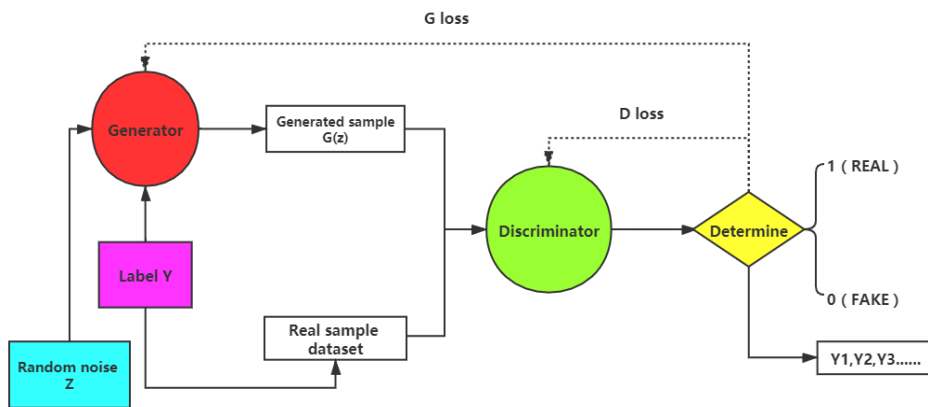 G loss
Generator
Generated sample
G(z)
D loss
1 ( REAL )
Discriminator
Determine
Label Y
0 ( FAKE )
Real sample
dataset
Random noise
Z
Y1,Y2,Y3......